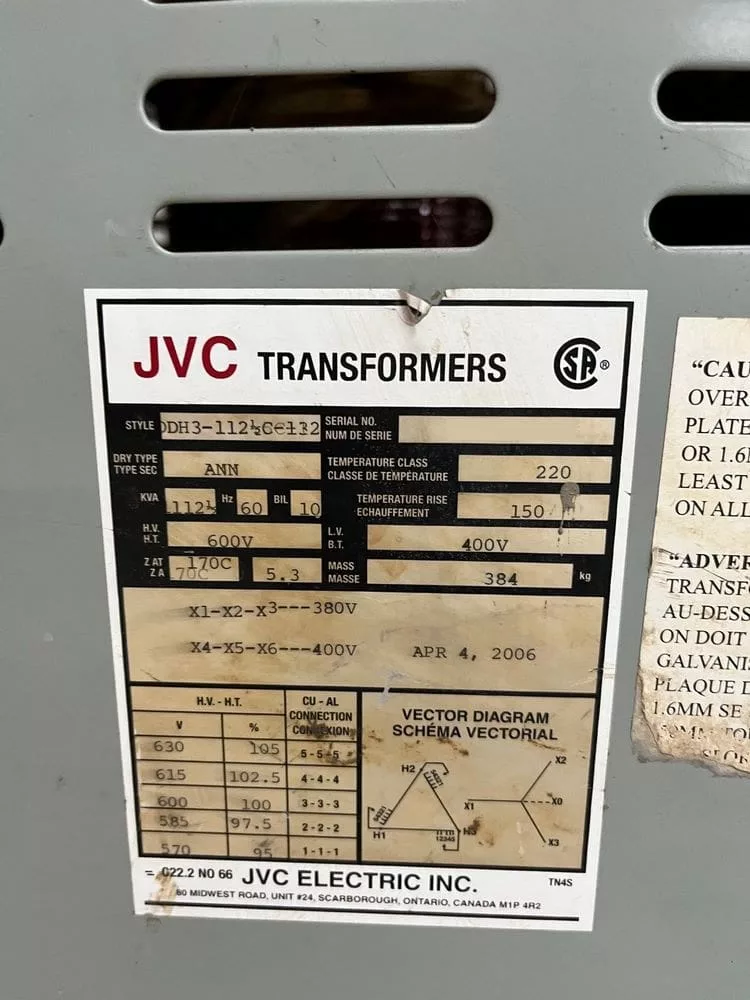 JVC TRANSFORMERS
SA ®
STYLE DDH3-112½
SERIAL NO.
NUM DE SERIE
DRY TYPE
TYPE SEC
ANN
TEMPERATURE CLASS
CLASSE DE TEMPÉRATURE
220
KVA 112½ Hz 60 BIL 10
TEMPERATURE RISE
ECHAUFFEMENT
150
H.V.
H.T.
600V
L.V.
B.T.
400V
Z AT
Z A
170C
70C
5.3
MASS
MASSE
384 kg
X1-X2-X3---380V
X4-X5-X6---400V APR 4, 2006
H.V. - H.T. CU - AL
CONNECTION
CONNEXION
V %
630 105 5-5-5
615 102.5 4-4-4
600 100 3-3-3
585 97.5 2-2-2
570 95 1-1-1
VECTOR DIAGRAM
SCHÉMA VECTORIAL
H2
H1
H3
12345
X1
X2
X0
X3
C22.2 NO 66 JVC ELECTRIC INC. TN4S
80 MIDWEST ROAD, UNIT #24, SCARBOROUGH, ONTARIO, CANADA M1P 4R2
"CAU
OVER
PLATE
OR 1.6
LEAST
ON ALL
"ADVER
TRANSF
AU-DESS
ON DOIT
GALVANI
PLAQUE D
1.6MM SE